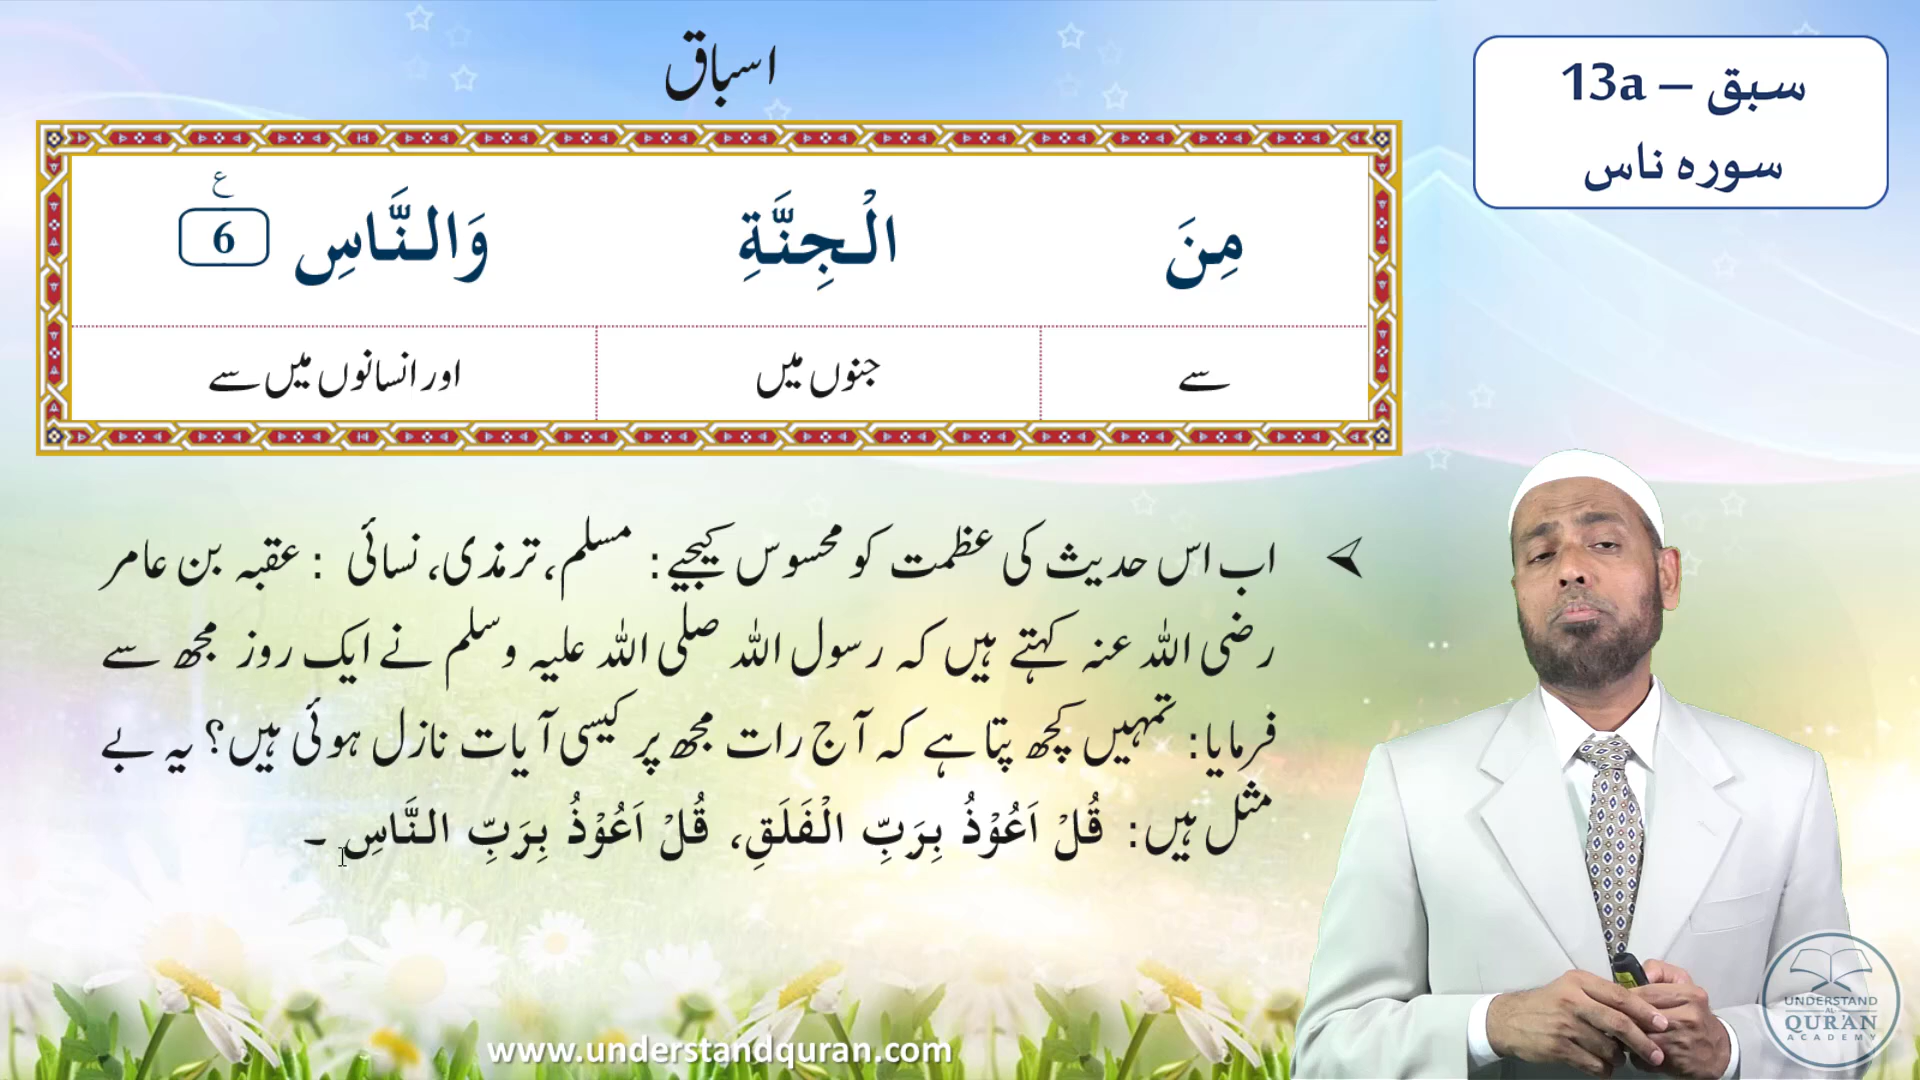 اسباق
سبق – 13a
سورہ ناس
مِنَ الْجِنَّةِ وَالنَّاسِ 6 ع
سے جنوں میں اور انسانوں میں سے
اب اس حدیث کی عظمت کو محسوس کیجیے: مسلم، ترمذی، نسائی : عقبہ بن عامر
رضی اللہ عنہ کہتے ہیں کہ رسول اللہ صلی اللہ علیہ وسلم نے ایک روز مجھ سے
فرمایا: تمہیں کچھ پتا ہے کہ آج رات مجھ پر کیسی آیات نازل ہوئی ہیں؟ یہ بے
مثل ہیں: قُلْ اَعُوْذُ بِرَبِّ الْفَلَقِ، قُلْ اَعُوْذُ بِرَبِّ النَّاسِ ۔
www.understandquran.com
UNDERSTAND
AL
QUR'AN
ACADEMY